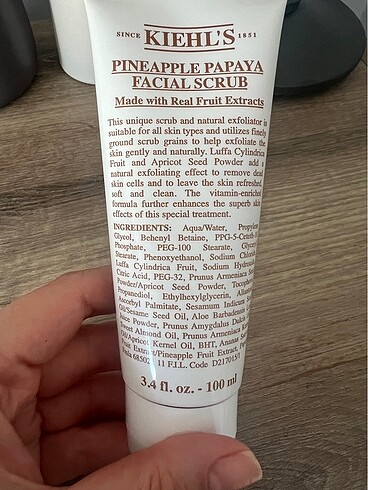 SINCE KIEHL'S 1851
PINEAPPLE PAPAYA
FACIAL SCRUB
Made with Real Fruit Extracts
This unique scrub and natural exfoliator is
suitable for all skin types and utilizes finely
ground scrub grains to help exfoliate the
skin gently and naturally. Luffa Cylindrica
Fruit and Apricot Seed Powder add a
natural exfoliating effect to remove dead
skin cells and to leave the skin refreshed,
soft and clean. The vitamin-enriched
formula further enhances the superb skin
effects of this special treatment.
INGREDIENTS: Aqua/Water, Propylene
Glycol, Behenyl Betaine, PPG-5-Ceteth-
Phosphate, PEG-100 Stearate, Glyceryl
Stearate, Phenoxyethanol, Sodium Chloride,
Luffa Cylindrica Fruit, Sodium Hydroxide,
Citric Acid, PEG-32, Prunus Armeniaca Seed
Powder/Apricot Seed Powder, Tocopherol,
Propanediol, Ethylhexylglycerin,
Ascorbyl Palmitate, Sesamum Indicum Seed
Oil/Sesame Seed Oil, Aloe Barbadensis
Juice Powder, Prunus Amygdalus Dulcis
Sweet Almond Oil, Prunus Armeniaca
Oil/Apricot Kernel Oil, BHT, Ananas
Fruit Extract/Pineapple Fruit Extract,
F.I.L. Code
3.4 fl. oz. - 100 ml